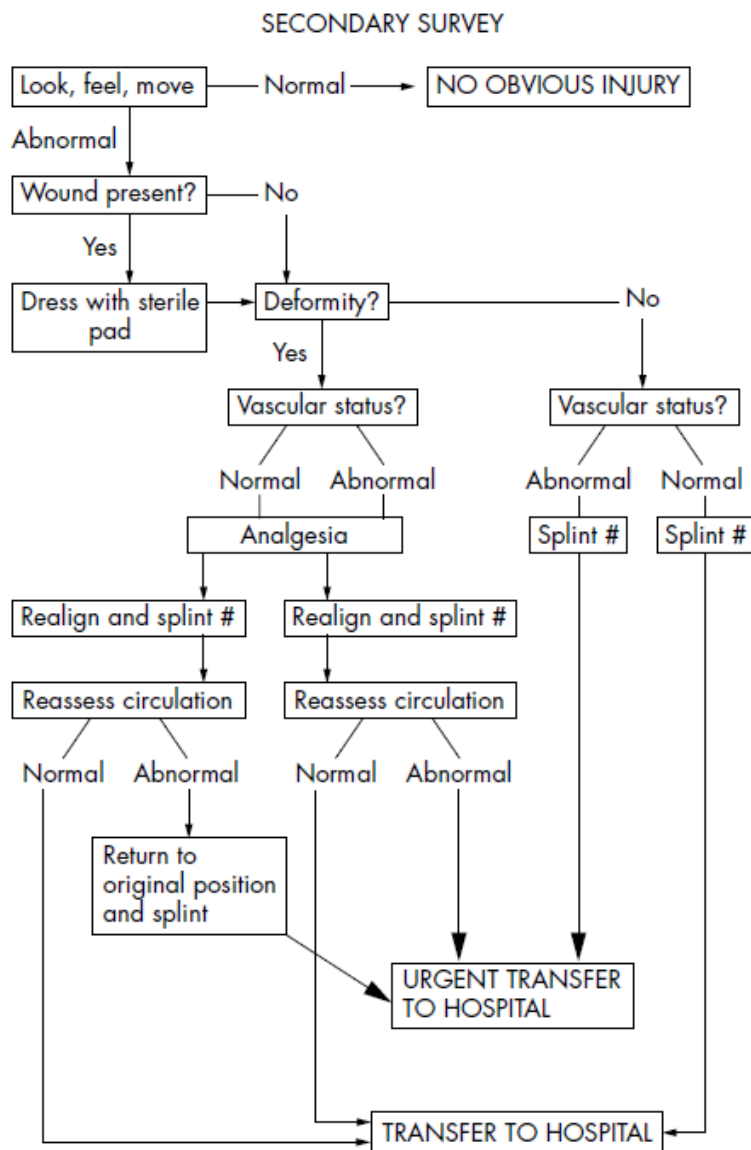 SECONDARY SURVEY
Look, feel, move
Normal
NO OBVIOUS INJURY
Abnormal
Wound present?
No
Yes
Dress with sterile
pad
Deformity?
No
Yes
Vascular status?
Vascular status?
Normal
Abnormal
Abnormal
Normal
Analgesia
Splint #
Splint #
Realign and splint #
Realign and splint #
Reassess circulation
Reassess circulation
Normal
Abnormal
Normal
Abnormal
Return to
original position
and splint
URGENT TRANSFER
TO HOSPITAL
TRANSFER TO HOSPITAL